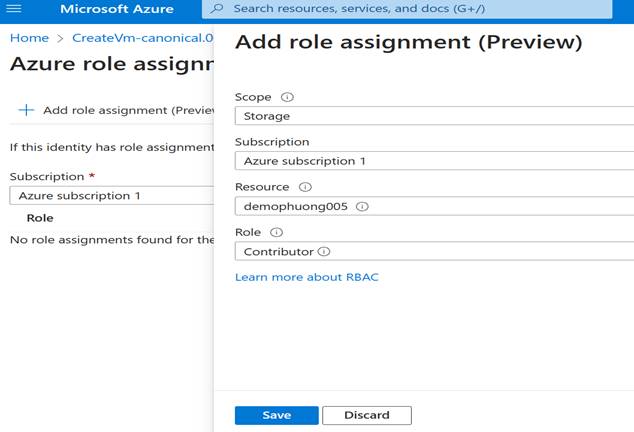 Microsoft Azure
Search resources, services, and docs (G+/)
Home > CreateVm-canonical.0
Azure role assignm
+ Add role assignment (Previe
If this identity has role assignment
Subscription *
Azure subscription 1
Role
No role assignments found for the
Add role assignment (Preview)
Scope
Storage
Subscription
Azure subscription 1
Resource
demophuong005
Role
Contributor
Learn more about RBAC
Save
Discard